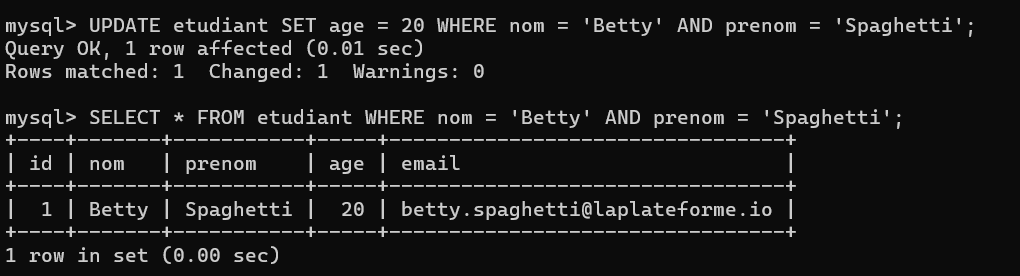 mysql> UPDATE etudiant SET age = 20 WHERE nom = 'Betty' AND prenom = 'Spaghetti';
Query OK, 1 row affected (0.01 sec)
Rows matched: 1  Changed: 1  Warnings: 0

mysql> SELECT * FROM etudiant WHERE nom = 'Betty' AND prenom = 'Spaghetti';
+----+-------+-----------+-----+---------------------------------+
| id | nom   | prenom    | age | email                           |
+----+-------+-----------+-----+---------------------------------+
|  1 | Betty | Spaghetti |  20 | betty.spaghetti@laplateforme.io |
+----+-------+-----------+-----+---------------------------------+
1 row in set (0.00 sec)